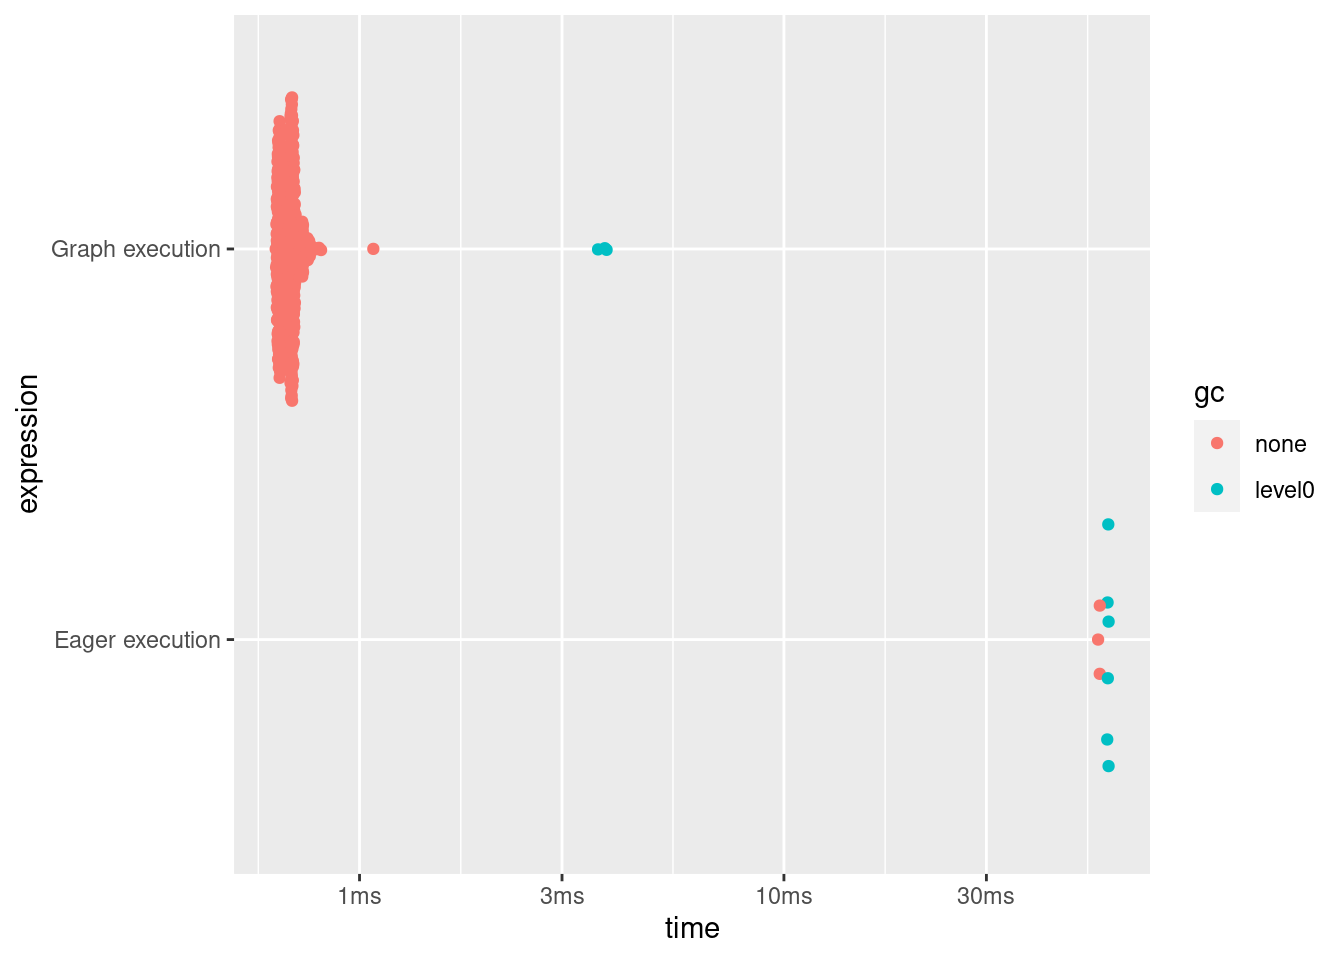 Graph execution
Eager execution
expression
1ms
3ms
10ms
30ms
time
gc
none
level0